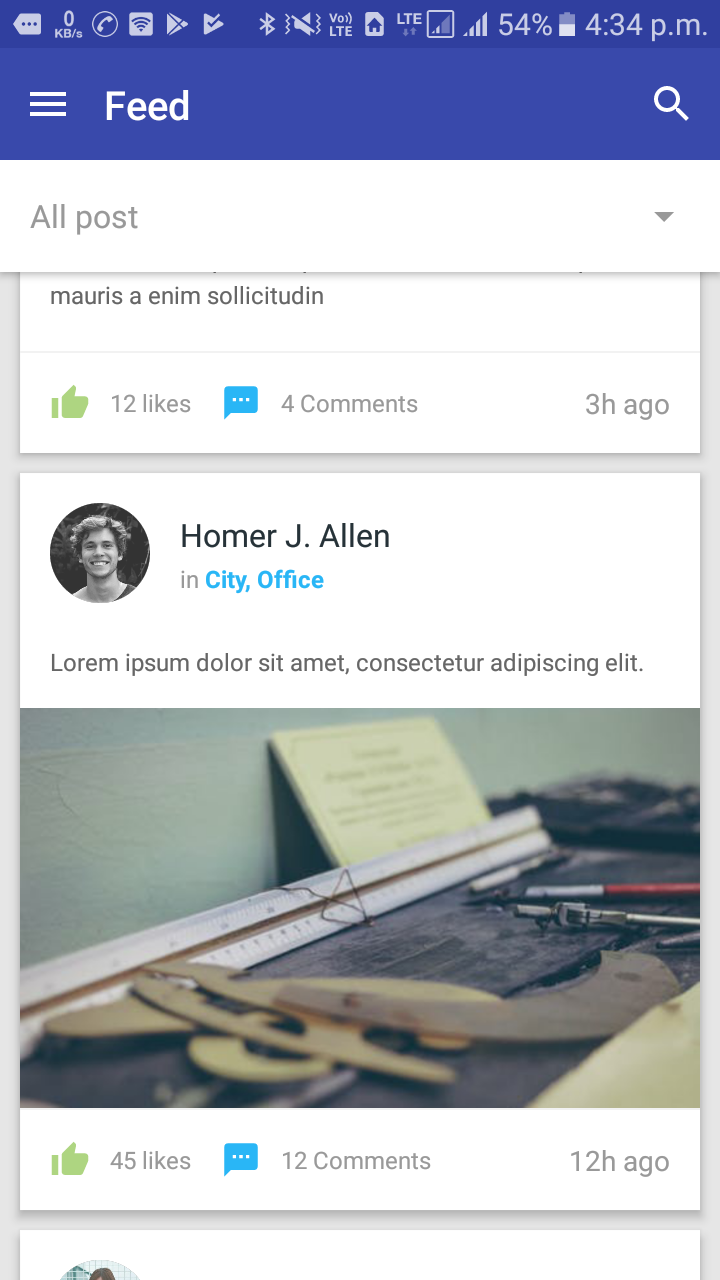 0
KB/s
Vo))
LTE
LTE
54%
4:34 p.m.
Feed
All post
mauris a enim sollicitudin
12 likes
4 Comments
3h ago
Homer J. Allen
in City, Office
Lorem ipsum dolor sit amet, consectetur adipiscing elit.
45 likes
12 Comments
12h ago